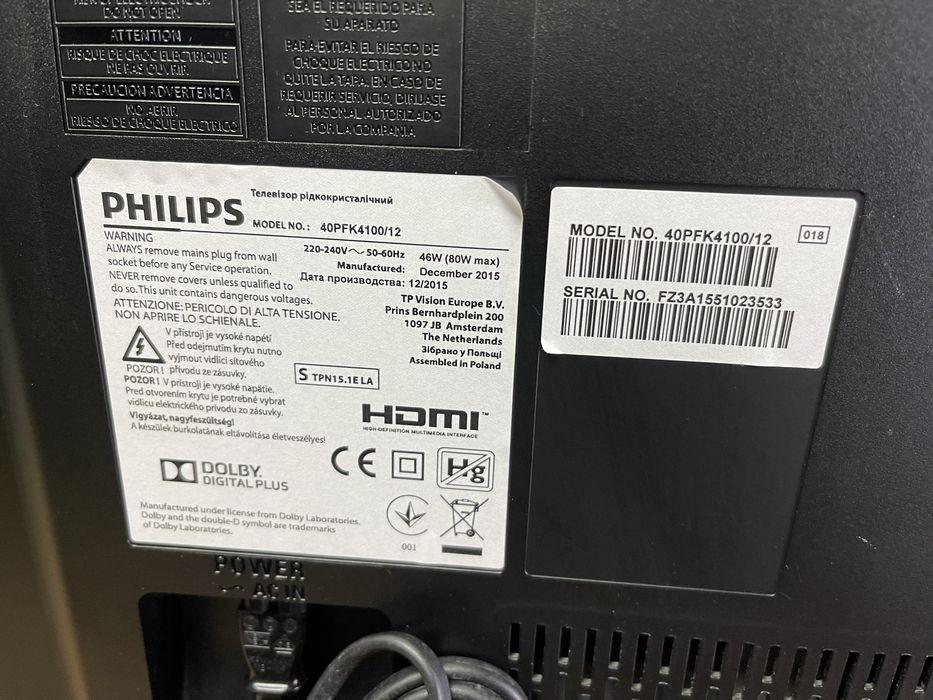 DO NOT OPEN
ATTENTION
RISQUE DE CHOC ELECTRIQUE
NE PAS OUVRIR
PRECAUCION ADVERTENCIA
NO ABRIR
RIESGO DE CHOQUE ELECTRICO
SEA EL REQUERIDO PARA
SU APARATO
PARA EVITAR EL RIESGO DE
CHOQUE ELECTRICO NO
QUITE LA TAPA. EN CASO DE
REQUERIR SERVICIO, DIRIJASE
AL PERSONAL AUTORIZADO
POR LA COMPANIA
PHILIPS
Телевізор рідкокристалічний
MODEL NO.: 40PFK4100/12
WARNING
ALWAYS remove mains plug from wall
socket before any Service operation.
NEVER remove covers unless qualified to
do so. This unit contains dangerous voltages.
ATTENZIONE: PERICOLO DI ALTA TENSIONE.
NON APRIRE LO SCHIENALE.
220-240V ~ 50-60Hz 46W (80W max)
Manufactured: December 2015
Дата производства: 12/2015
TP Vision Europe B.V.
Prins Bernhardplein 200
1097 JB Amsterdam
The Netherlands
Зібрано у Польщі
Assembled in Poland
V přístroji je vysoké napětí
Před odejmutím krytu nutno
vyjmout vidlici síťového
POZOR! přívodu ze zásuvky.
POZOR! V prístroji je vysoké napätie.
Pred otvorením krytu je potrebné vybrat
vidlicu elektrického prívodu zo zásuvky.
Vigyázat, nagyfeszültség!
A készülek burkolatának eltávolítása életveszélyes!
S TPN15.1E LA
HDMI™
HIGH-DEFINITION MULTIMEDIA INTERFACE
DOLBY.
DIGITAL PLUS
CE
Hg
Manufactured under license from Dolby Laboratories.
Dolby and the double-D symbol are trademarks
of Dolby Laboratories.
001
MODEL NO. 40PFK4100/12
018
SERIAL NO. FZ3A1551023533
POWER
~ AC IN